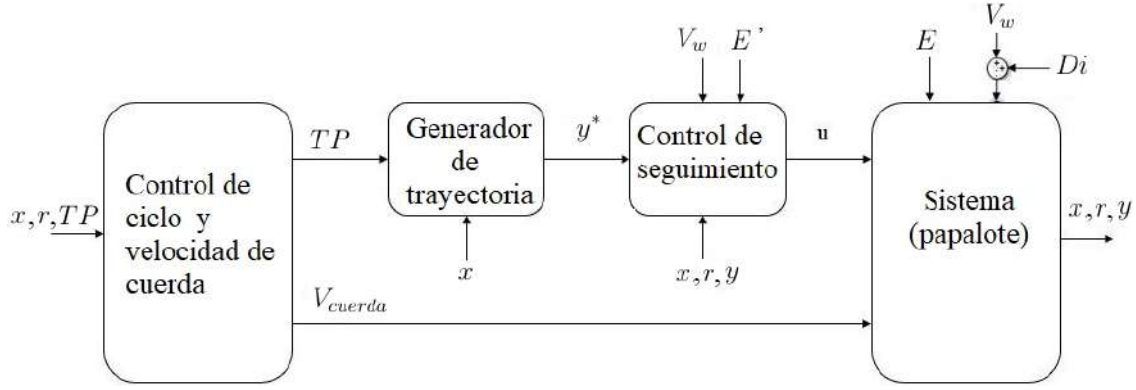 x,r,TP
Control de
ciclo y
velocidad de
cuerda
TP
V_cuerda
Generador
de
trayectoria
x
y*
V_w
E'
Control de
seguimiento
x,r,y
u
E
V_w
Di
Sistema
(papalote)
x,r,y